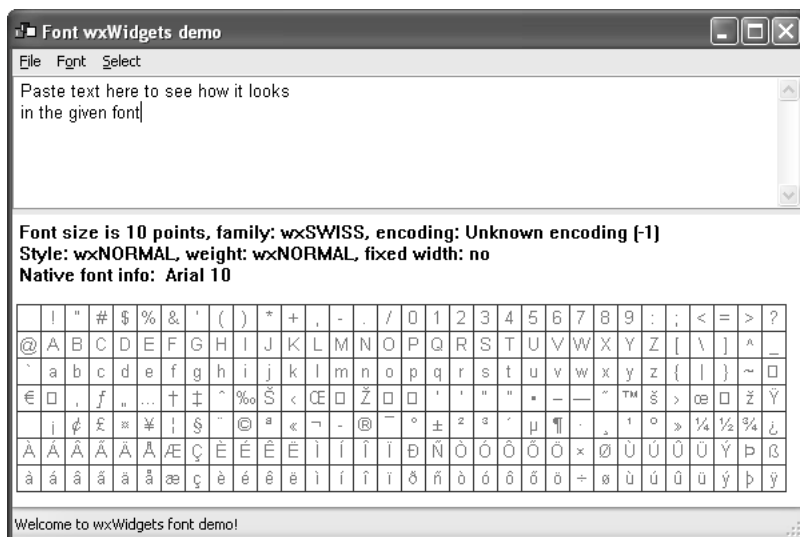 Font wxWidgets demo
File Font Select
Paste text here to see how it looks
in the given font
Font size is 10 points, family: wxSWISS, encoding: Unknown encoding (-1)
Style: wxNORMAL, weight: wxNORMAL, fixed width: no
Native font info: Arial 10
! " # $ % & ' ( ) * + , - . / 0 1 2 3 4 5 6 7 8 9 : ; < = > ?
@ A B C D E F G H I J K L M N O P Q R S T U V W X Y Z [ \ ] ^ _
` a b c d e f g h i j k l m n o p q r s t u v w x y z { | } ~ □
€ □ ‚ ƒ „ … † ‡ ˆ ‰ Š ‹ Œ □ Ž □ □ ‘ ’ “ ” • – — ˜ ™ š › œ □ ž Ÿ
¡ ¢ £ ¤ ¥ ¦ § ¨ © ª « ¬ - ® ¯ ° ± ² ³ ´ µ ¶ · ¸ ¹ º » ¼ ½ ¾ ¿
À Á Â Ã Ä Å Æ Ç È É Ê Ë Ì Í Î Ï Ð Ñ Ò Ó Ô Õ Ö × Ø Ù Ú Û Ü Ý Þ ß
à á â ã ä å æ ç è é ê ë ì í î ï ð ñ ò ó ô õ ö ÷ ø ù ú û ü ý þ ÿ
Welcome to wxWidgets font demo!